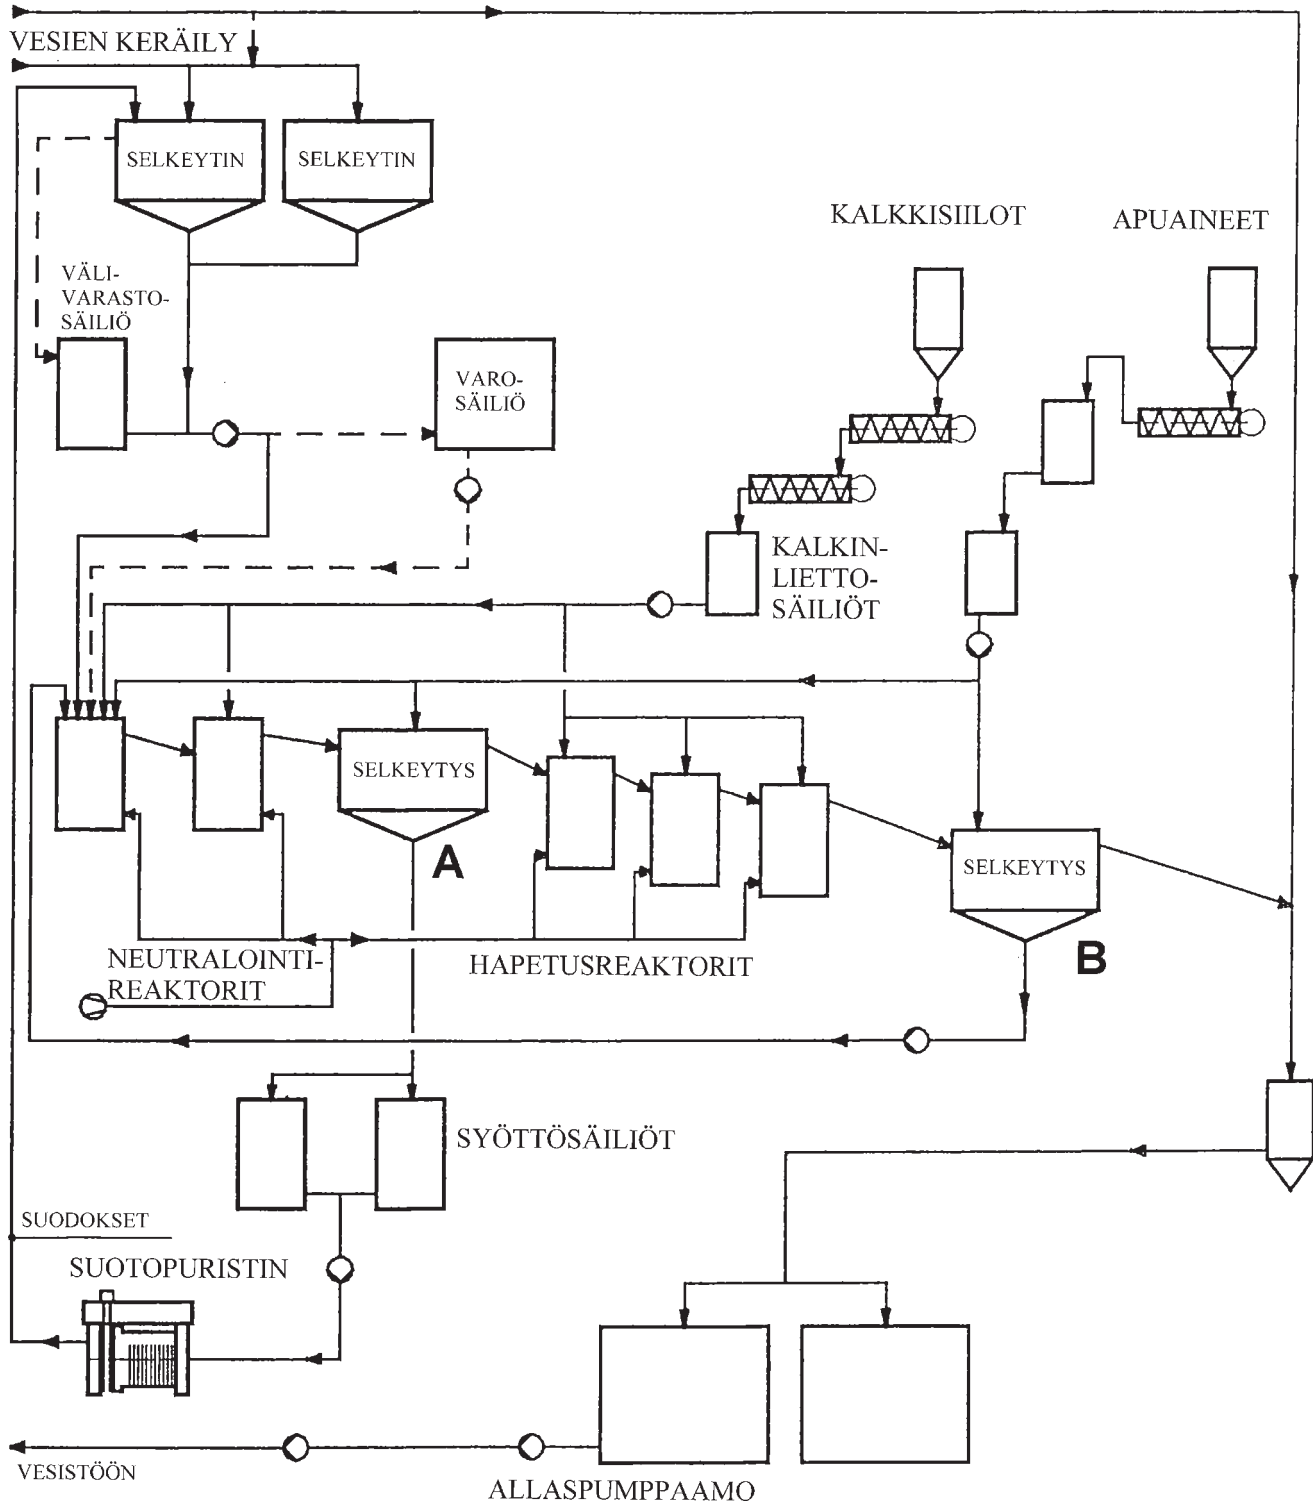 VESIEN KERÄILY
SELKEYTIN
SELKEYTIN
KALKKISIILOT
APUAINEET
VÄLI-
VARASTO-
SÄILIÖ
VARO-
SÄILIÖ
KALKIN-
LIETTO-
SÄILIÖT
SELKEYTYS
A
SELKEYTYS
B
NEUTRALOINTI-
REAKTORIT
HAPETUSREAKTORIT
SYÖTTÖSÄILIÖT
SUODOKSET
SUOTOPURISTIN
VESISTÖÖN
ALLASPUMPPAAMO